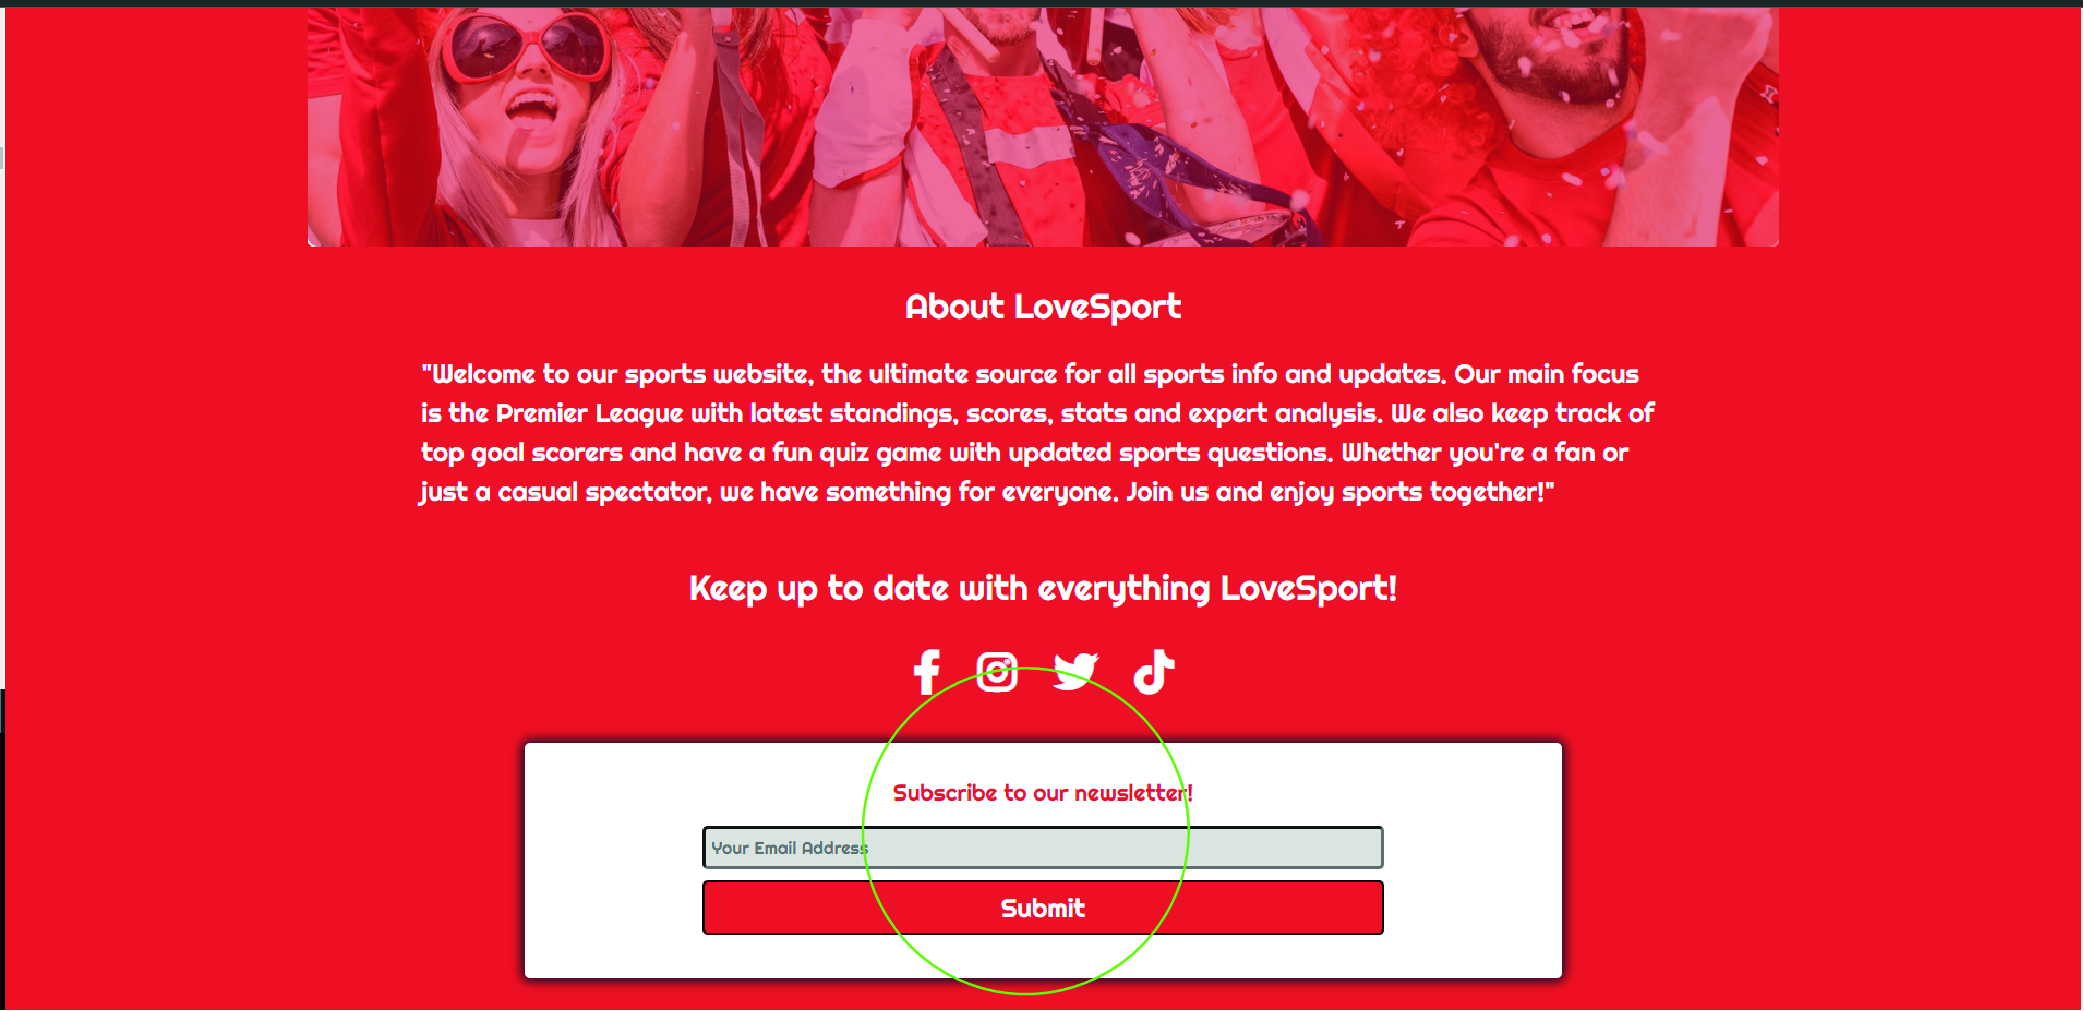 About LoveSport
"Welcome to our sports website, the ultimate source for all sports info and updates. Our main focus
is the Premier League with latest standings, scores, stats and expert analysis. We also keep track of
top goal scorers and have a fun quiz game with updated sports questions. Whether you're a fan or
just a casual spectator, we have something for everyone. Join us and enjoy sports together!"
Keep up to date with everything LoveSport!
Subscribe to our newsletter!
Your Email Address
Submit